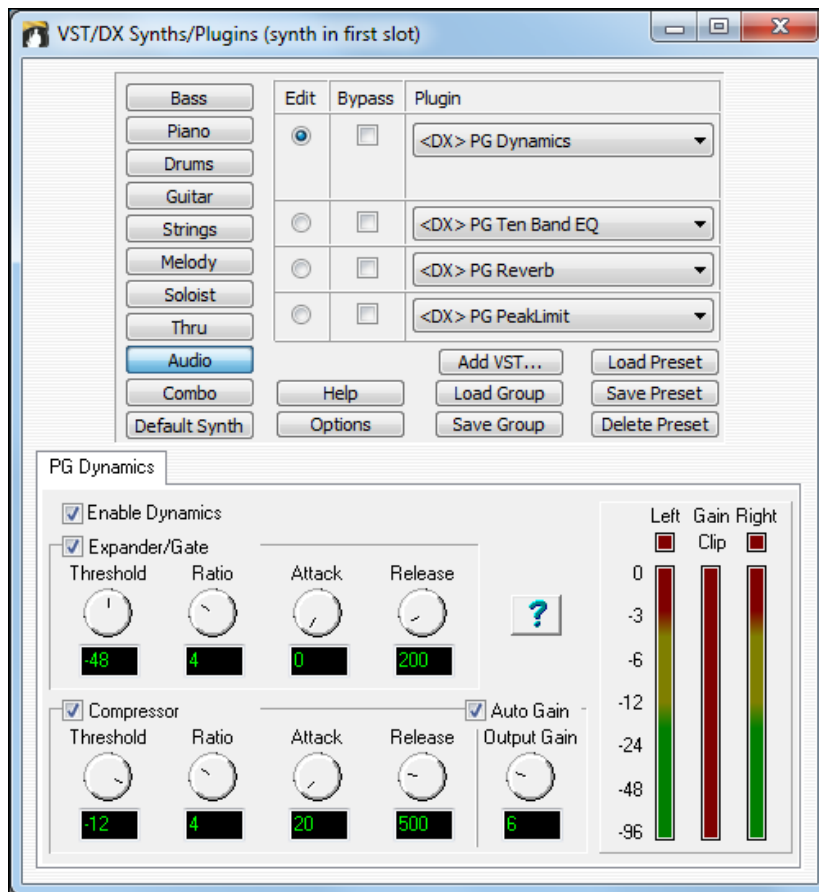 VST/DX Synths/Plugins (synth in first slot)
Bass
Piano
Drums
Guitar
Strings
Melody
Soloist
Thru
Audio
Combo
Default Synth
Edit Bypass Plugin
<DX> PG Dynamics
<DX> PG Ten Band EQ
<DX> PG Reverb
<DX> PG PeakLimit
Add VST... Load Preset
Help Load Group Save Preset
Options Save Group Delete Preset
PG Dynamics
Enable Dynamics
Expander/Gate
Threshold Ratio Attack Release
-48 4 0 200
?
Compressor
Auto Gain
Threshold Ratio Attack Release Output Gain
-12 4 20 500 6
Left Gain Right
Clip
0
-3
-6
-12
-24
-48
-96